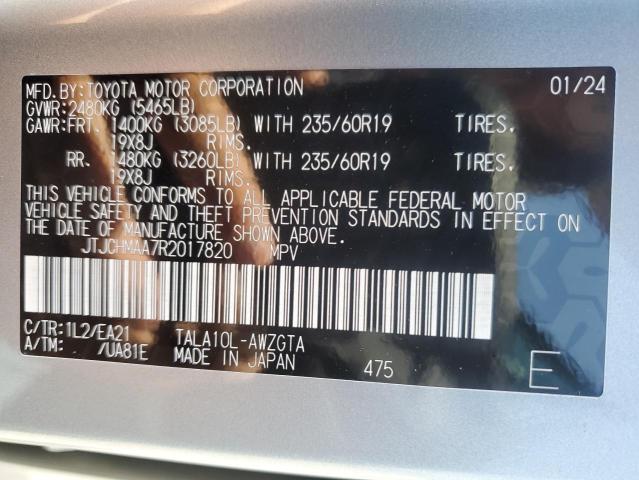 MFD.BY:TOYOTA MOTOR CORPORATION 01/24
GVWR:2480KG (5465LB)
GAWR:FRT. 1400KG (3085LB) WITH 235/60R19 TIRES.
19X8J RIMS.
RR. 1480KG (3260LB) WITH 235/60R19 TIRES.
19X8J RIMS.
THIS VEHICLE CONFORMS TO ALL APPLICABLE FEDERAL MOTOR
VEHICLE SAFETY AND THEFT PREVENTION STANDARDS IN EFFECT ON
THE DATE OF MANUFACTURE SHOWN ABOVE.
JTJCHMAA7R2017820 MPV
C/TR:1L2/EA21 TALA10L-AWZGTA
A/TM: /UA81E MADE IN JAPAN 475 E